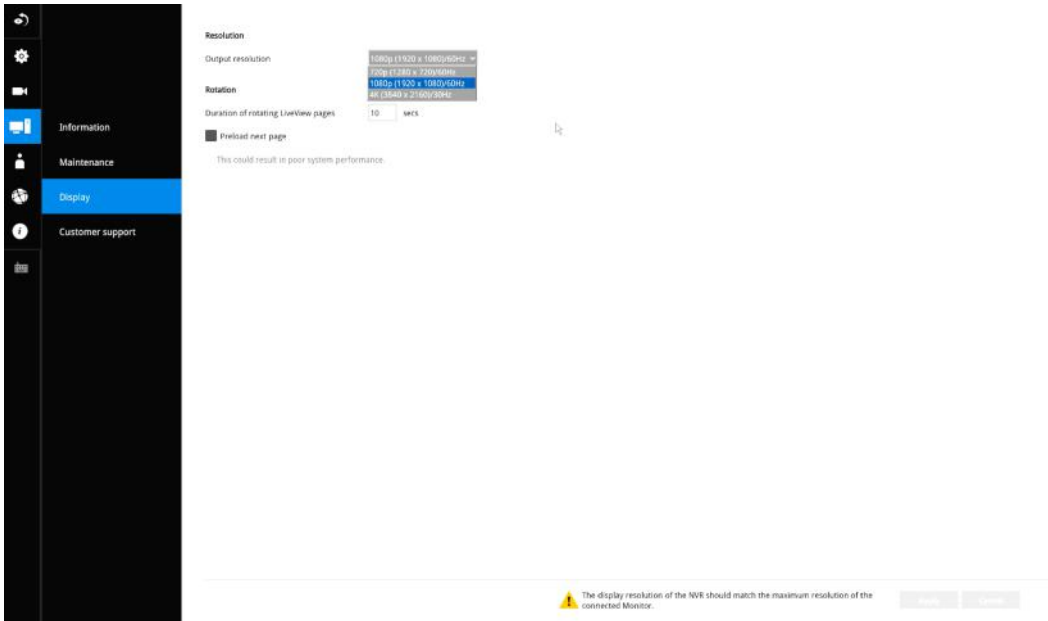 Resolution
Output resolution
1080p (1920 x 1080)/60Hz
720p (1280 x 720)/60Hz
1080p (1920 x 1080)/60Hz
4K (3840 x 2160)/30Hz
Rotation
Duration of rotating LiveView pages 10 secs
Preload next page
This could result in poor system performance.
Information
Maintenance
Display
Customer support
The display resolution of the NVR should match the maximum resolution of the
connected Monitor.